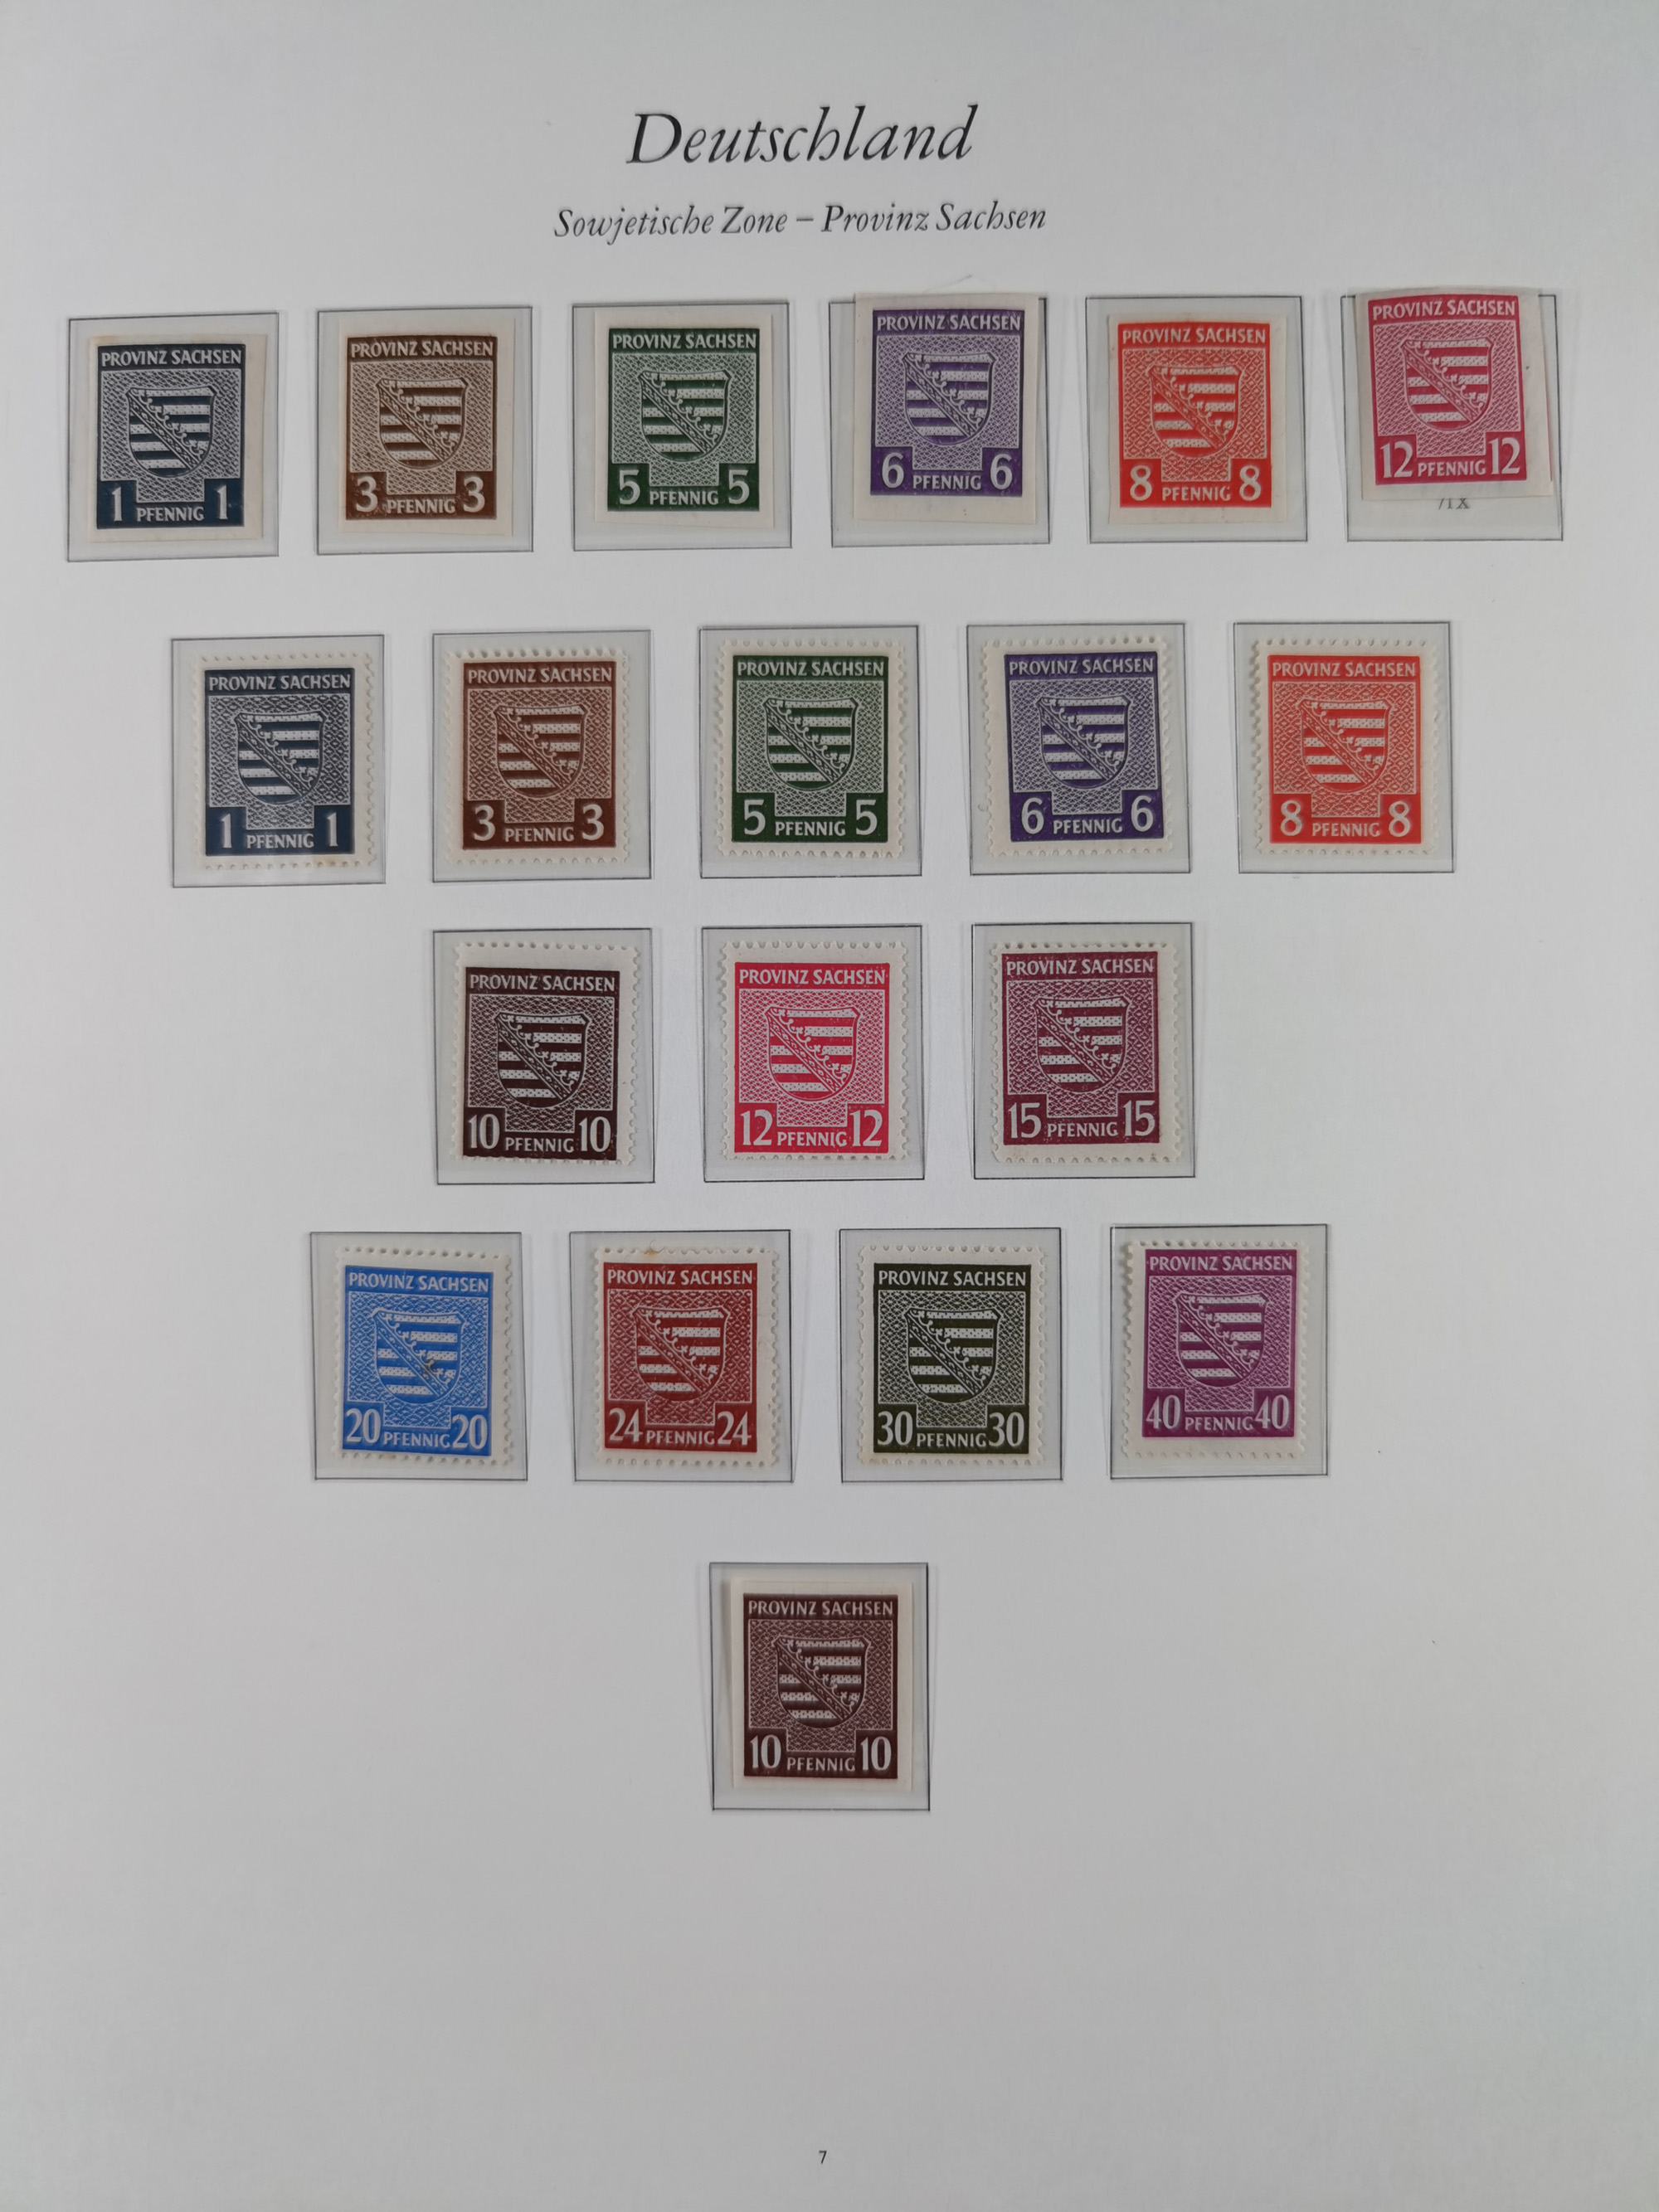 Deutschland
Sowjetische Zone – Provinz Sachsen
PROVINZ SACHSEN
1 PFENNIG 1
PROVINZ SACHSEN
3 PFENNIG 3
PROVINZ SACHSEN
5 PFENNIG 5
PROVINZ SACHSEN
6 PFENNIG 6
PROVINZ SACHSEN
8 PFENNIG 8
PROVINZ SACHSEN
12 PFENNIG 12
PROVINZ SACHSEN
1 PFENNIG 1
PROVINZ SACHSEN
3 PFENNIG 3
PROVINZ SACHSEN
5 PFENNIG 5
PROVINZ SACHSEN
6 PFENNIG 6
PROVINZ SACHSEN
8 PFENNIG 8
PROVINZ SACHSEN
10 PFENNIG 10
PROVINZ SACHSEN
12 PFENNIG 12
PROVINZ SACHSEN
15 PFENNIG 15
PROVINZ SACHSEN
20 PFENNIG 20
PROVINZ SACHSEN
24 PFENNIG 24
PROVINZ SACHSEN
30 PFENNIG 30
PROVINZ SACHSEN
40 PFENNIG 40
PROVINZ SACHSEN
10 PFENNIG 10
7